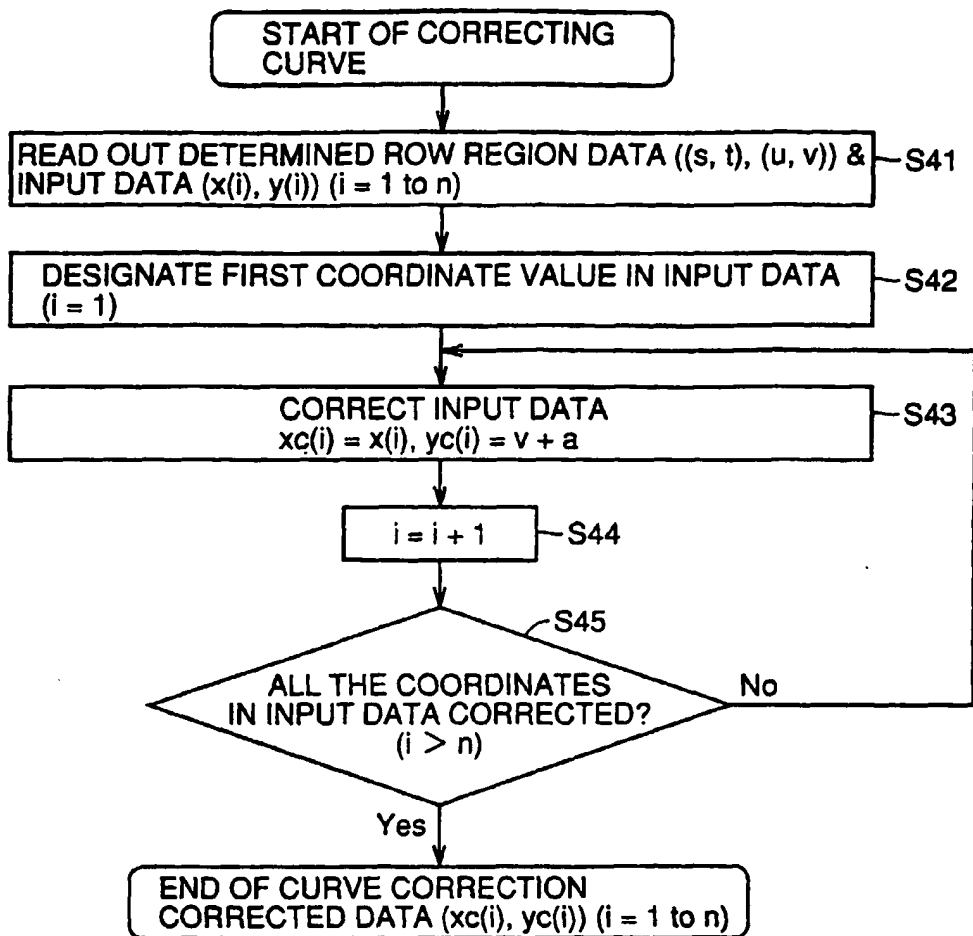 START OF CORRECTING
CURVE
READ OUT DETERMINED ROW REGION DATA ((s, t), (u, v)) &
INPUT DATA (x(i), y(i)) (i = 1 to n)
S41
DESIGNATE FIRST COORDINATE VALUE IN INPUT DATA
(i = 1)
S42
CORRECT INPUT DATA
xc(i) = x(i), yc(i) = v + a
S43
i = i + 1
S44
S45
ALL THE COORDINATES
IN INPUT DATA CORRECTED?
(i > n)
No
Yes
END OF CURVE CORRECTION
CORRECTED DATA (xc(i), yc(i)) (i = 1 to n)